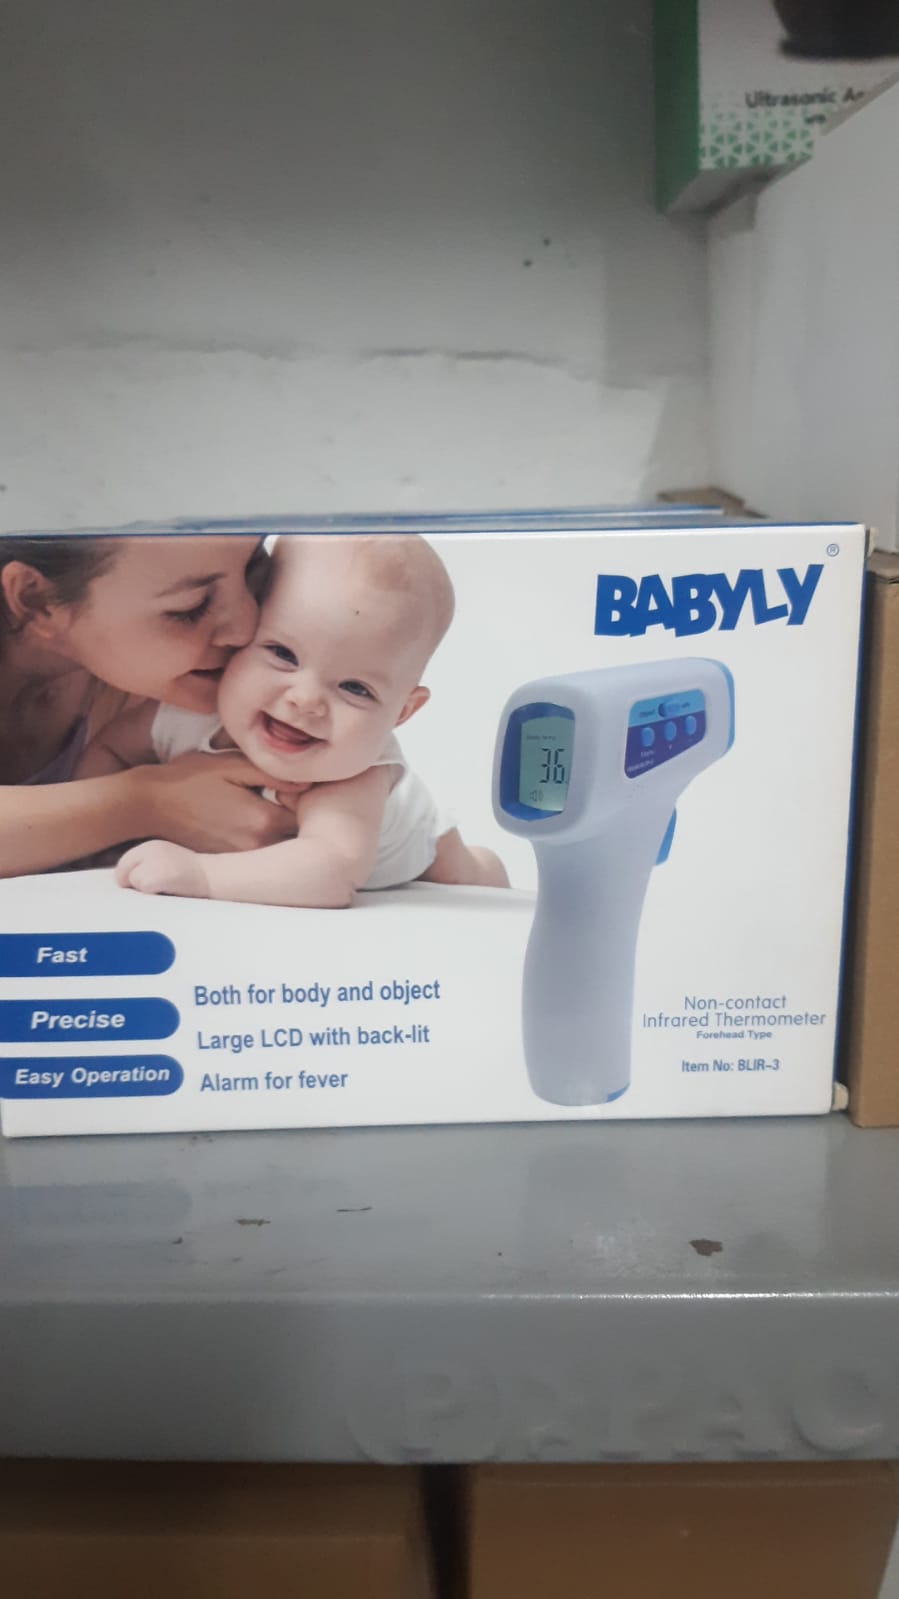 Ultrasonic
BABYLY®
36
Fast
Precise
Easy Operation
Both for body and object
Large LCD with back-lit
Alarm for fever
Non-contact
Infrared Thermometer
Forehead Type
Item No: BLIR-3